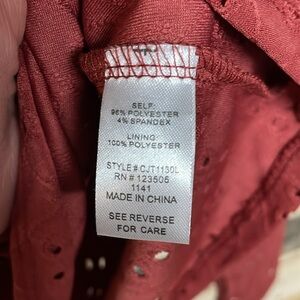 SELF:
96% POLYESTER
4% SPANDEX
LINING
100% POLYESTER
STYLE # CJT1130L
RN # 123505
1141
MADE IN CHINA
SEE REVERSE
FOR CARE